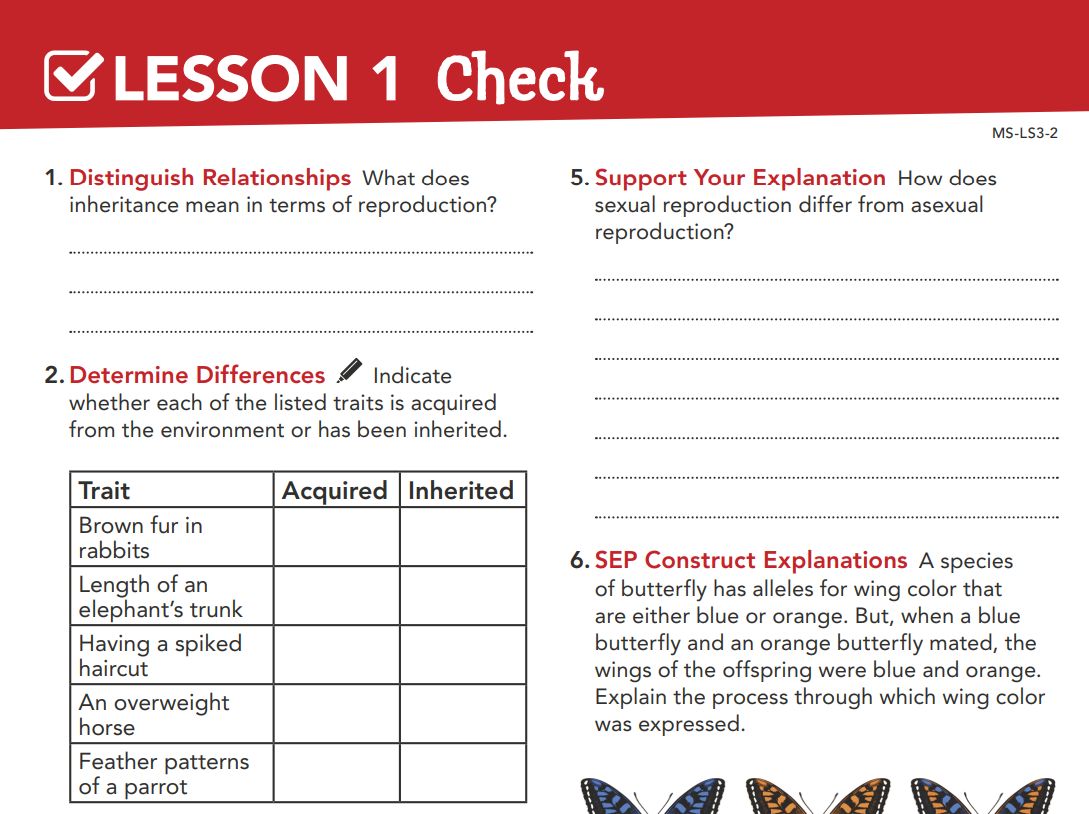 LESSON 1 Check
MS-LS3-2
1. Distinguish Relationships What does
inheritance mean in terms of reproduction?
2. Determine Differences Indicate
whether each of the listed traits is acquired
from the environment or has been inherited.
Trait Acquired Inherited
Brown fur in
rabbits
Length of an
elephant’s trunk
Having a spiked
haircut
An overweight
horse
Feather patterns
of a parrot
5. Support Your Explanation How does
sexual reproduction differ from asexual
reproduction?
6. SEP Construct Explanations A species
of butterfly has alleles for wing color that
are either blue or orange. But, when a blue
butterfly and an orange butterfly mated, the
wings of the offspring were blue and orange.
Explain the process through which wing color
was expressed.